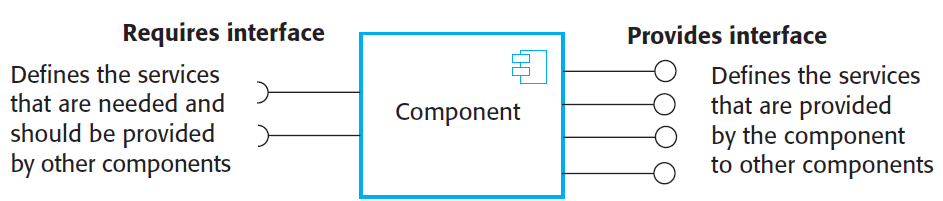 Requires interface
Defines the services
that are needed and
should be provided
by other components
Component
Provides interface
Defines the services
that are provided
by the component
to other components